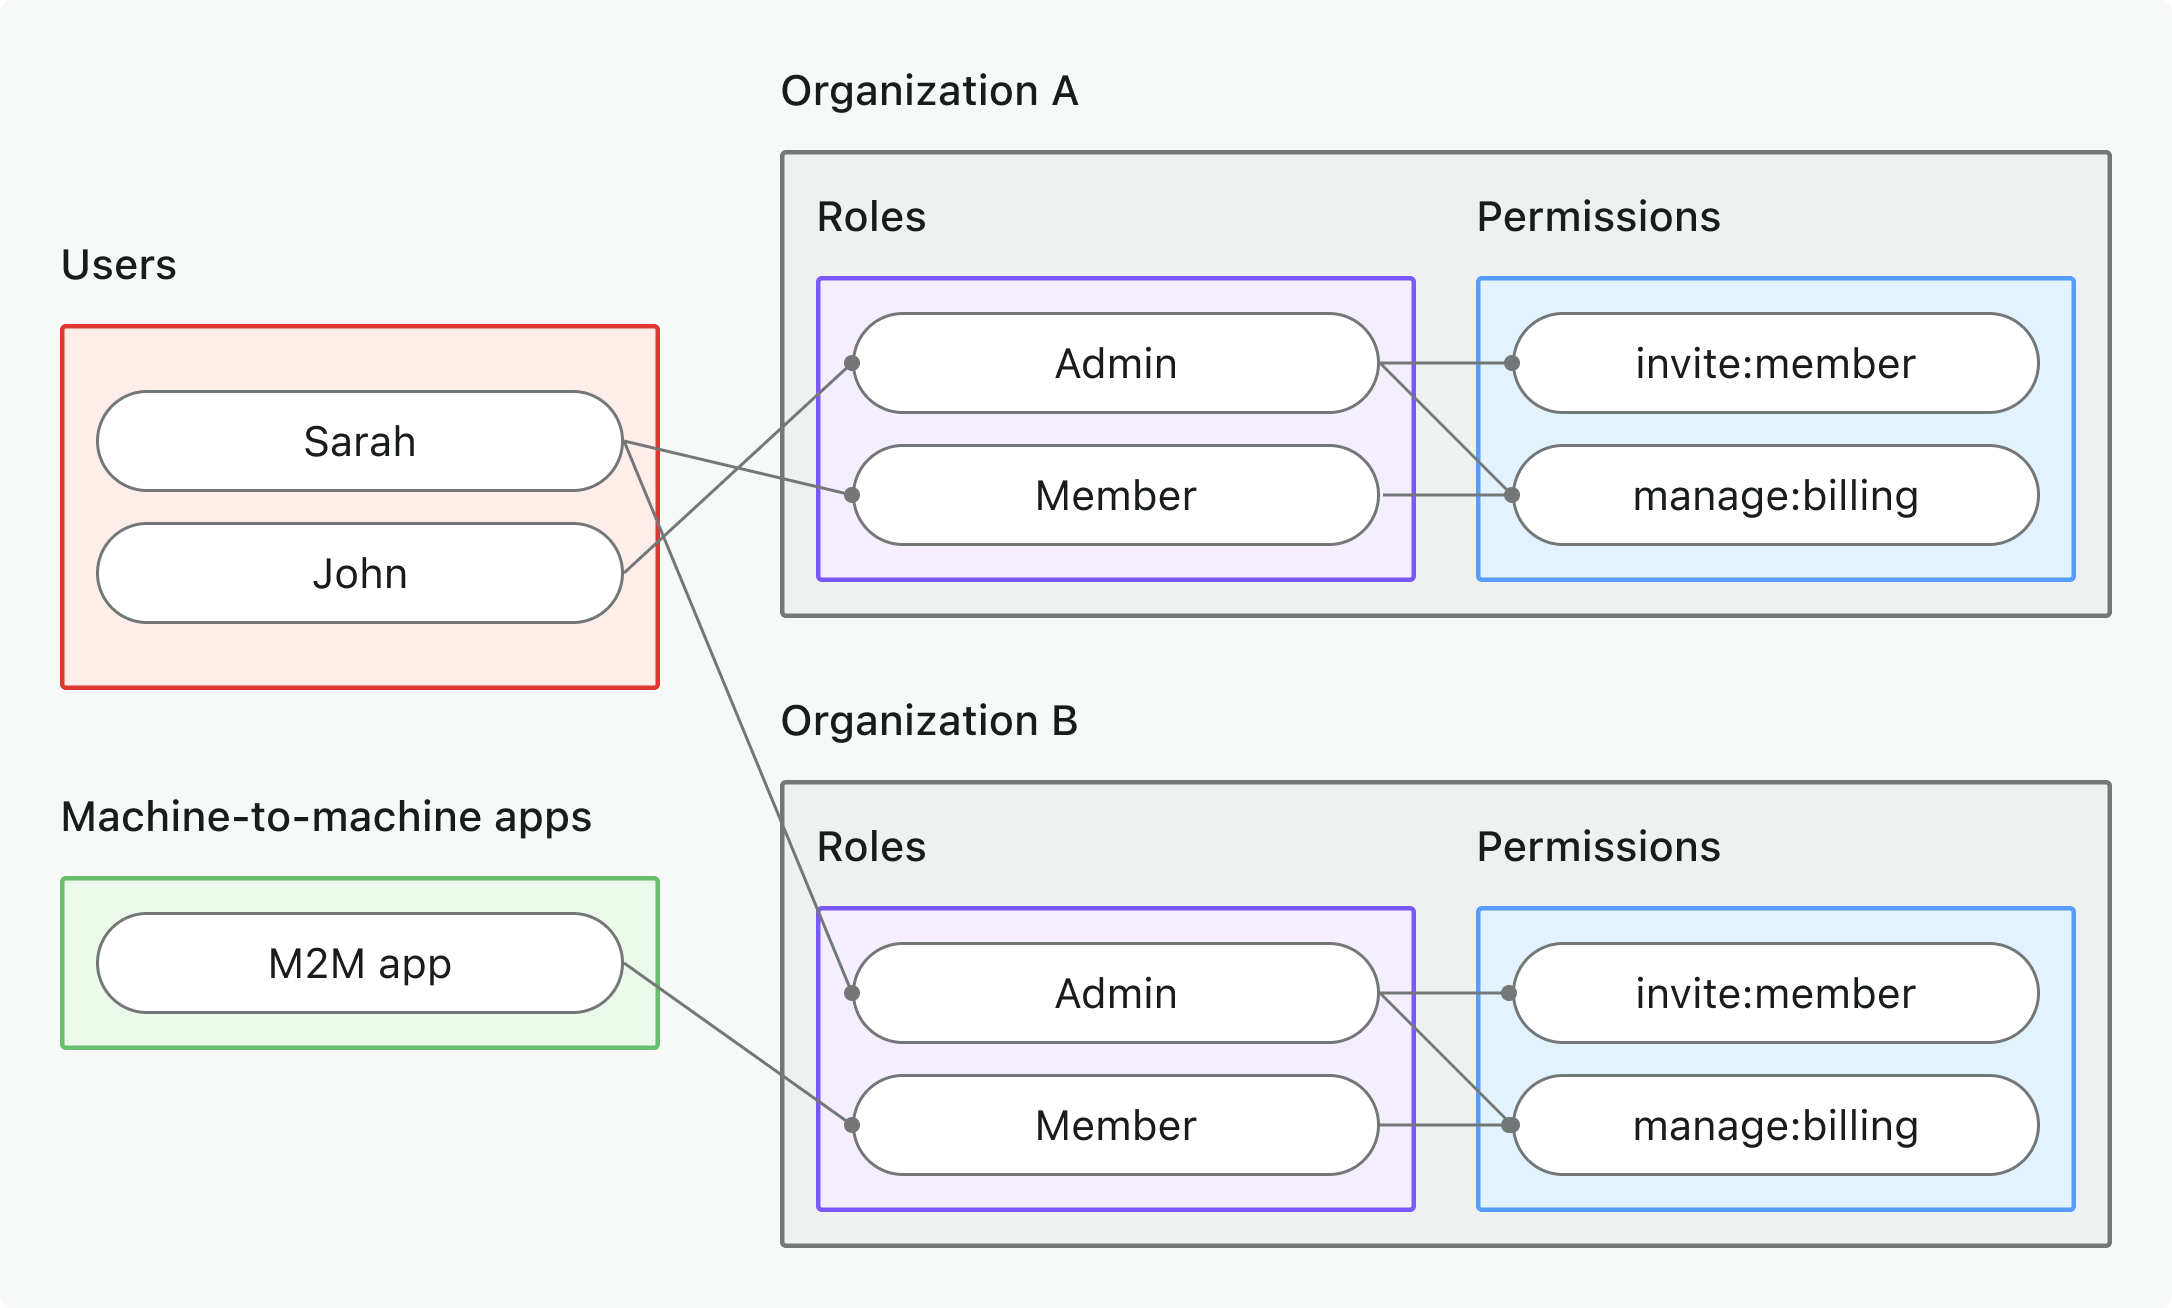 Users
Sarah
John
Machine-to-machine apps
M2M app
Organization A
Roles
Admin
Member
Permissions
invite:member
manage:billing
Organization B
Roles
Admin
Member
Permissions
invite:member
manage:billing